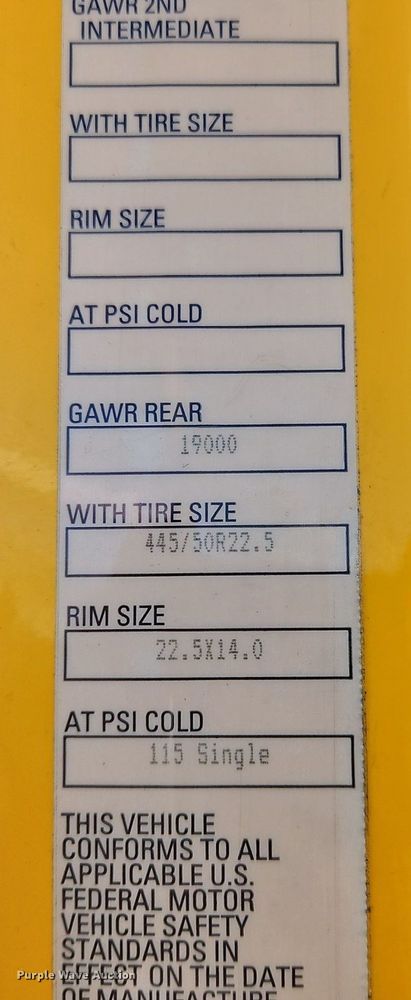 GAWR 2ND
INTERMEDIATE
WITH TIRE SIZE
RIM SIZE
AT PSI COLD
GAWR REAR
19000
WITH TIRE SIZE
445/50R22.5
RIM SIZE
22.5X14.0
AT PSI COLD
115 Single
THIS VEHICLE
CONFORMS TO ALL
APPLICABLE U.S.
FEDERAL MOTOR
VEHICLE SAFETY
STANDARDS IN
EFFECT ON THE DATE
OF MANUFACTURE
Purple Wave Auction